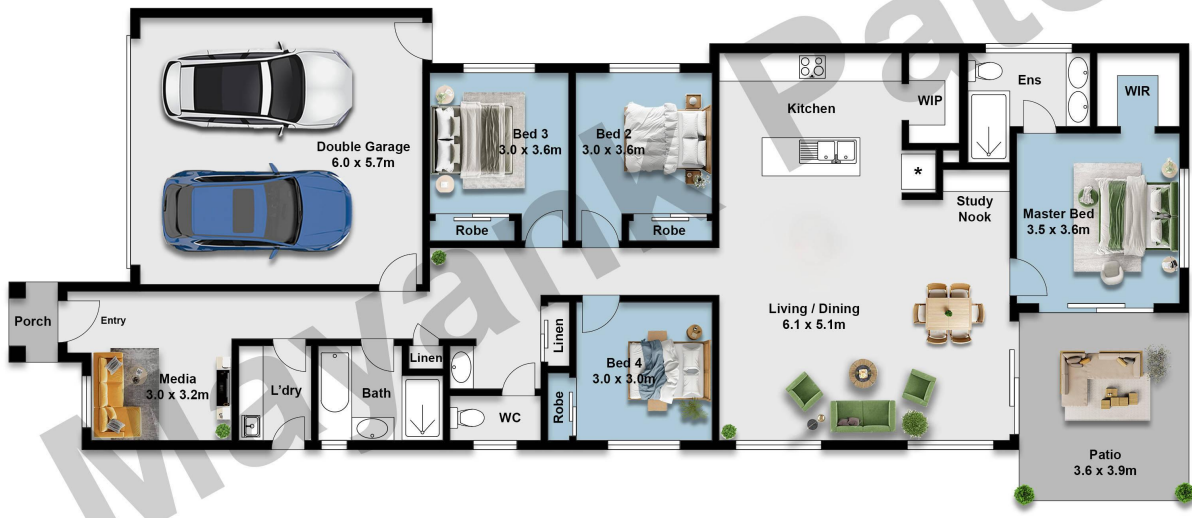 Mayank Pate
Double Garage
6.0 x 5.7m
Bed 3
3.0 x 3.6m
Robe
Bed 2
3.0 x 3.6m
Robe
Kitchen
WIP
*
Ens
WIR
Study
Nook
Master Bed
3.5 x 3.6m
Porch
Entry
Media
3.0 x 3.2m
L'dry
Bath
Linen
WC
Linen
Robe
Bed 4
3.0 x 3.0m
Living / Dining
6.1 x 5.1m
Patio
3.6 x 3.9m